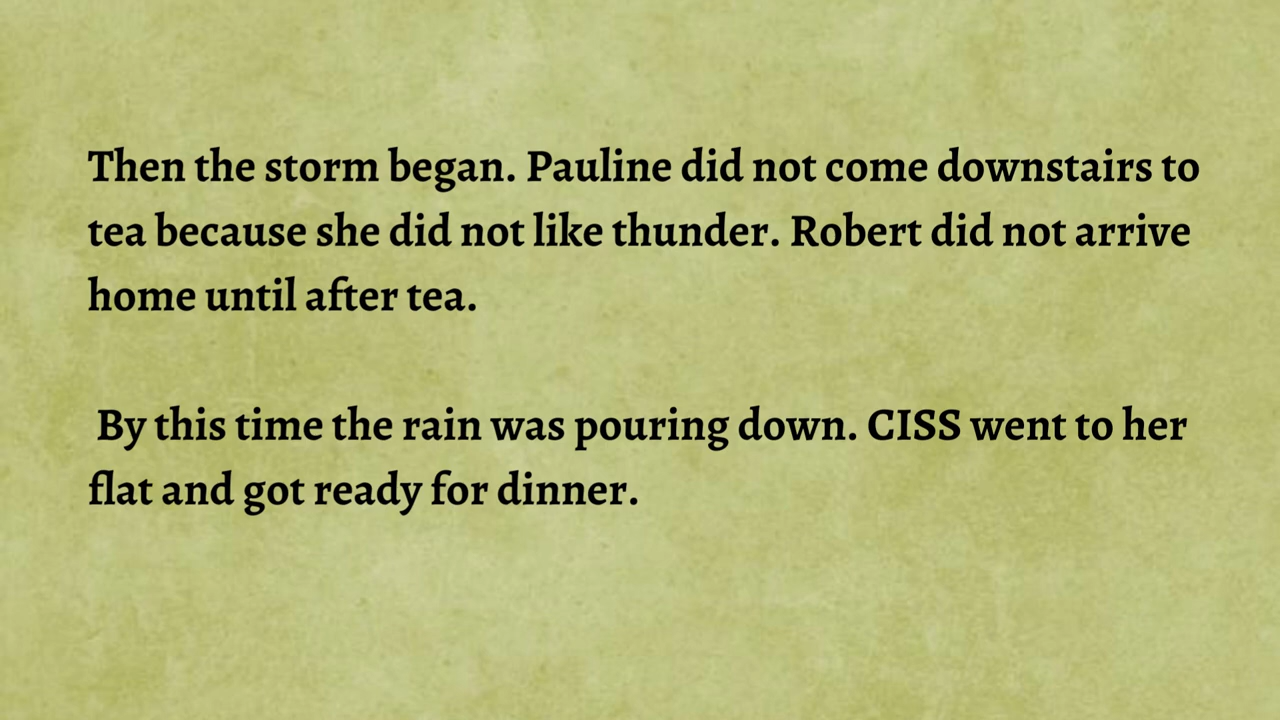 Then the storm began. Pauline did not come downstairs to
tea because she did not like thunder. Robert did not arrive
home until after tea.
By this time the rain was pouring down. CISS went to her
flat and got ready for dinner.